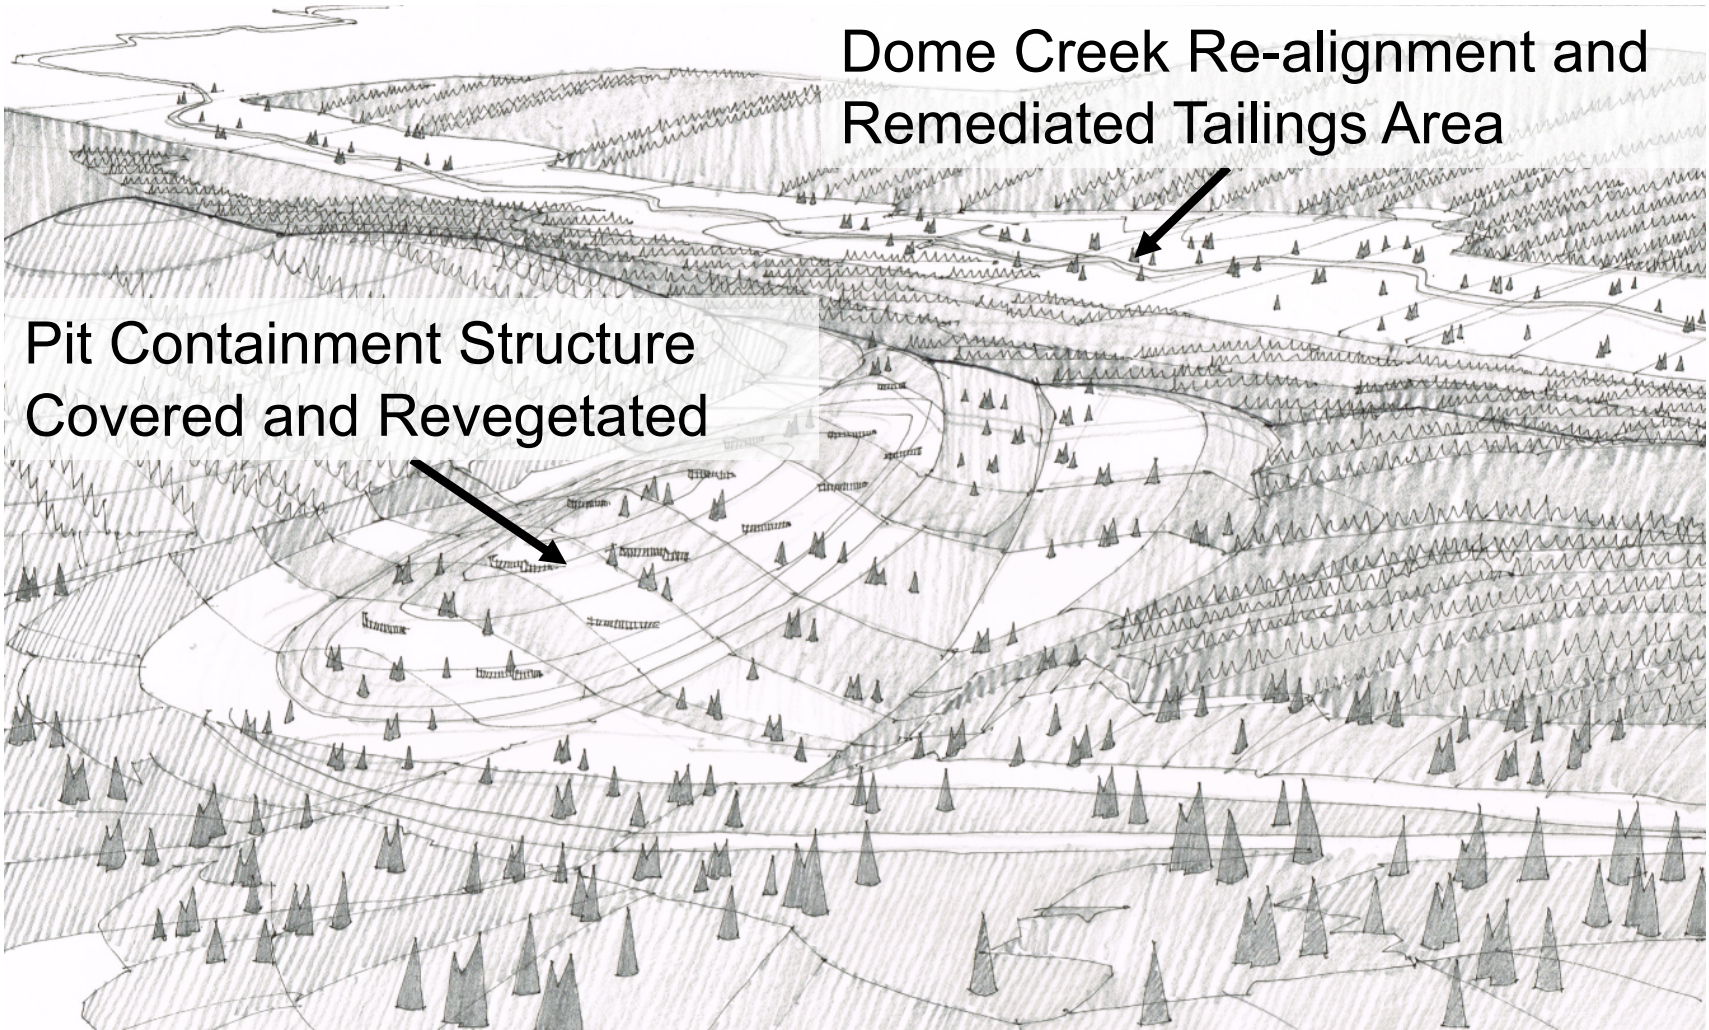 Dome Creek Re-alignment and
Remediated Tailings Area
Pit Containment Structure
Covered and Revegetated